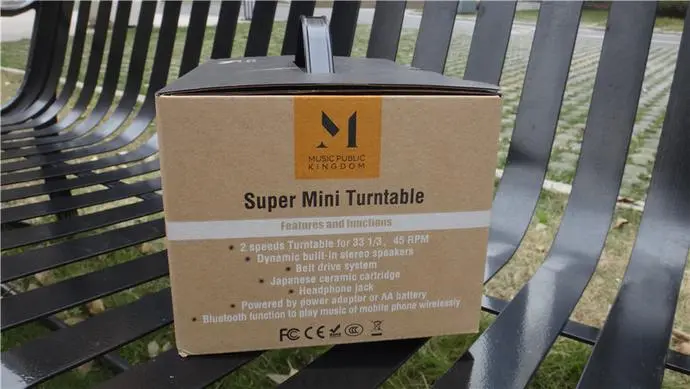 M
MUSIC PUBLIC
KINGDOM
Super Mini Turntable
Features and functions
• 2 speeds Turntable for 33 1/3、45 RPM
• Dynamic built-in stereo speakers
• Belt drive system
• Japanese ceramic cartridge
• Headphone jack
• Powered by power adaptor or AA battery
• Bluetooth function to play music of mobile phone wirelessly
FC CE CCC